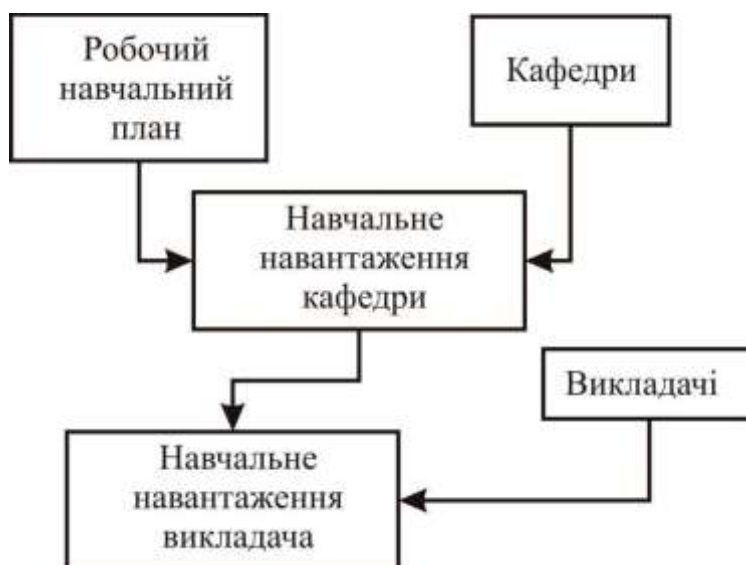 Робочий
навчальний
план
Кафедри
Навчальне
навантаження
кафедри
Викладачі
Навчальне
навантаження
викладача